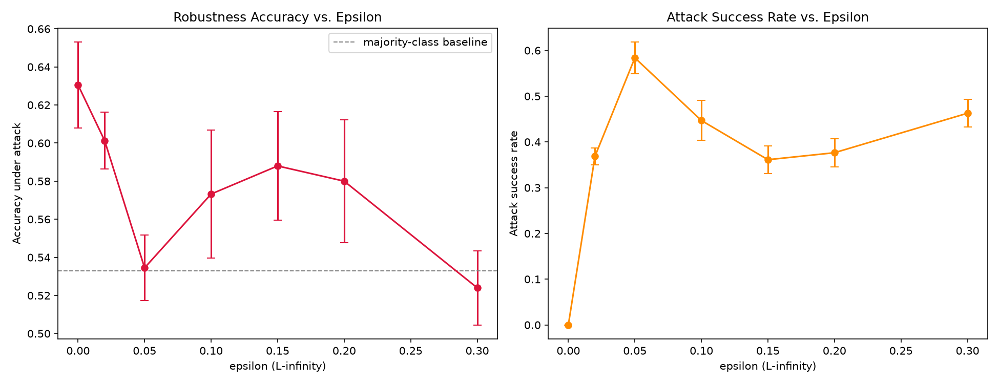 Robustness Accuracy vs. Epsilon
majority-class baseline
Accuracy under attack
0.66
0.64
0.62
0.60
0.58
0.56
0.54
0.52
0.50
0.00 0.05 0.10 0.15 0.20 0.25 0.30
epsilon (L-infinity)
Attack Success Rate vs. Epsilon
Attack success rate
0.6
0.5
0.4
0.3
0.2
0.1
0.0
0.00 0.05 0.10 0.15 0.20 0.25 0.30
epsilon (L-infinity)